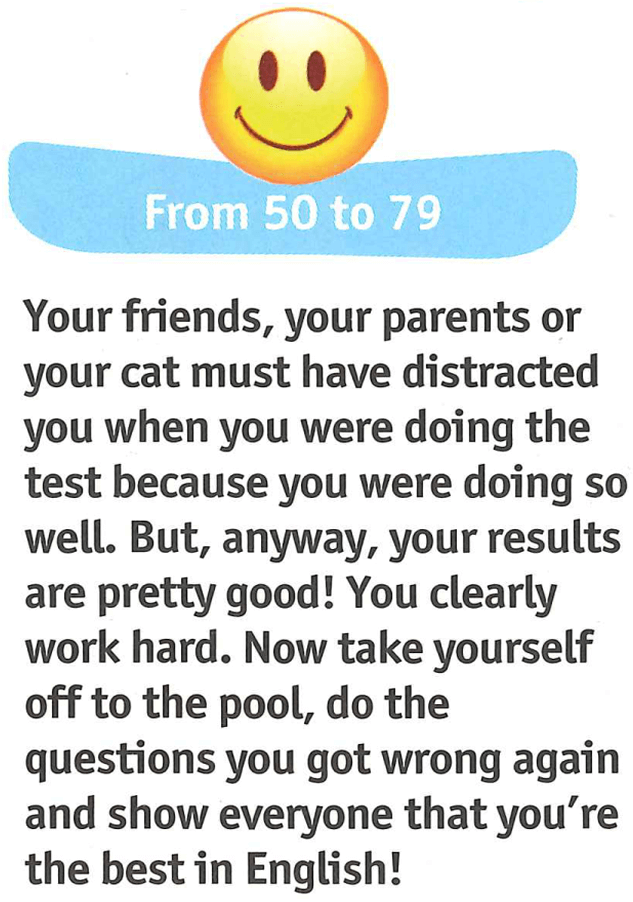 From 50 to 79
Your friends, your parents or
your cat must have distracted
you when you were doing the
test because you were doing so
well. But, anyway, your results
are pretty good! You clearly
work hard. Now take yourself
off to the pool, do the
questions you got wrong again
and show everyone that you're
the best in English!